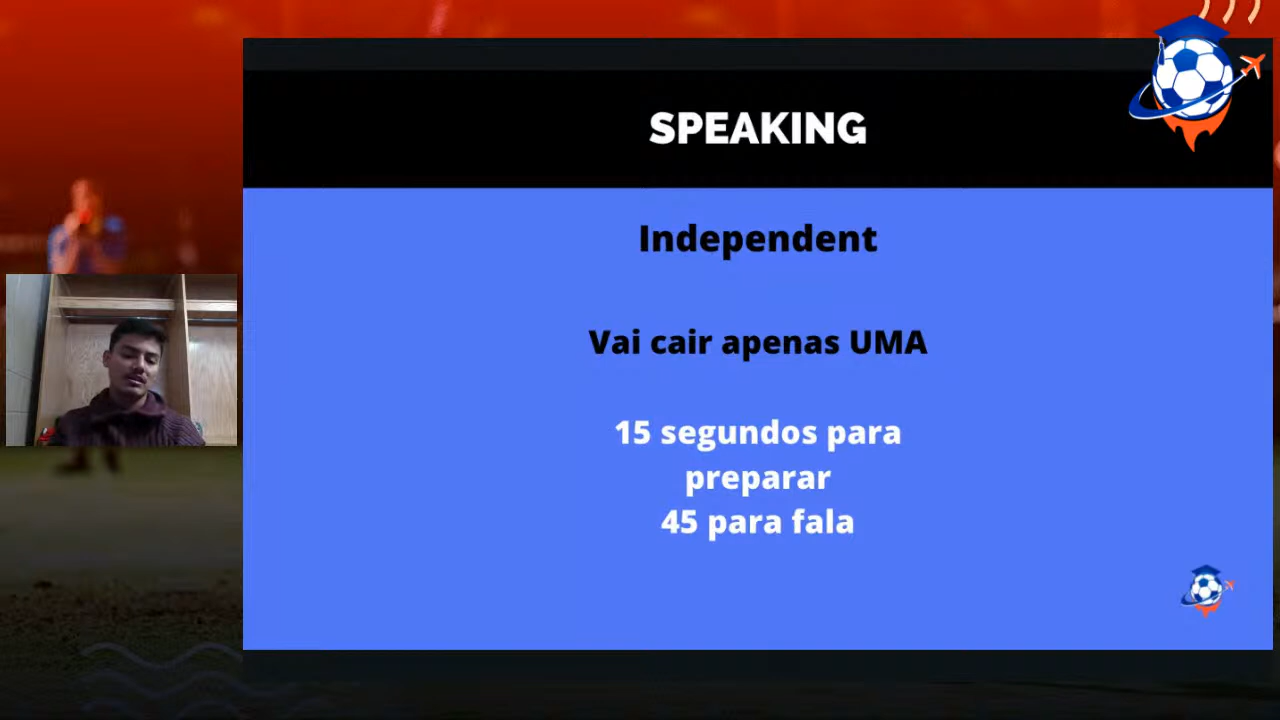 SPEAKING
Independent
Vai cair apenas UMA
15 segundos para
preparar
45 para fala